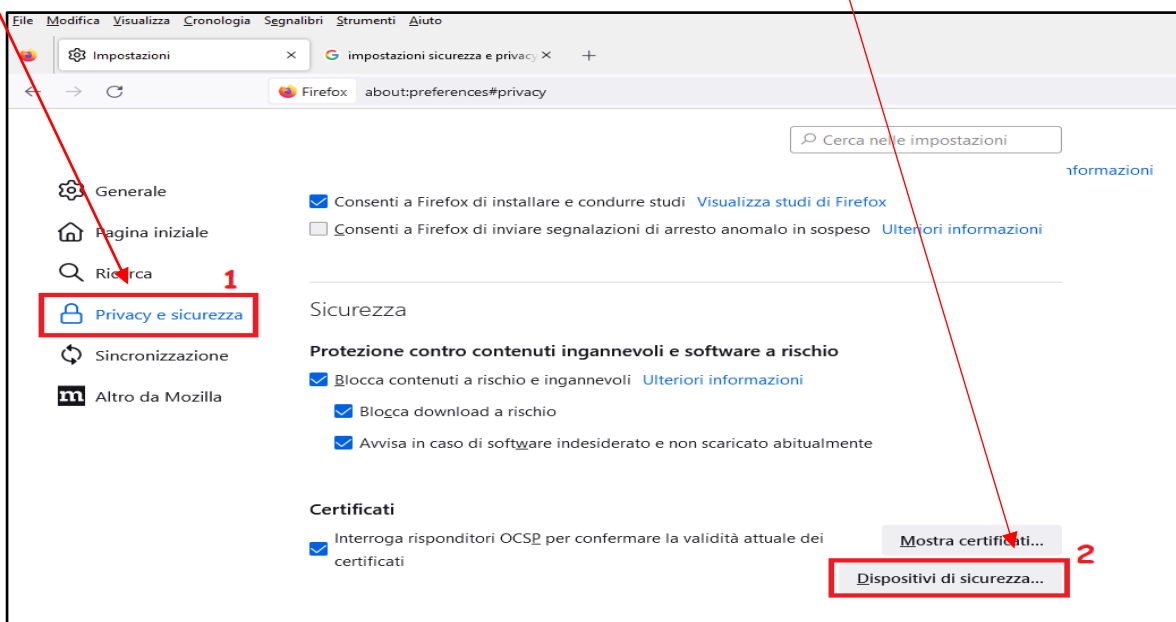 File Modifica Visualizza Cronologia Segnalibri Strumenti Aiuto
Impostazioni
impostazioni sicurezza e privacy
Firefox about:preferences#privacy
Cerca nelle impostazioni
nformazioni
Generale
Consenti a Firefox di installare e condurre studi Visualizza studi di Firefox
Pagina iniziale
Consenti a Firefox di inviare segnalazioni di arresto anomalo in sospeso Ulteriori informazioni
Ricerca
1
Privacy e sicurezza
Sicurezza
Sincronizzazione
Protezione contro contenuti ingannevoli e software a rischio
Blocca contenuti a rischio e ingannevoli Ulteriori informazioni
m Altro da Mozilla
Blocca download a rischio
Avvisa in caso di software indesiderato e non scaricato abitualmente
Certificati
Interroga risponditori OCSP per confermare la validità attuale dei
certificati
Mostra certificati...
2
Dispositivi di sicurezza...